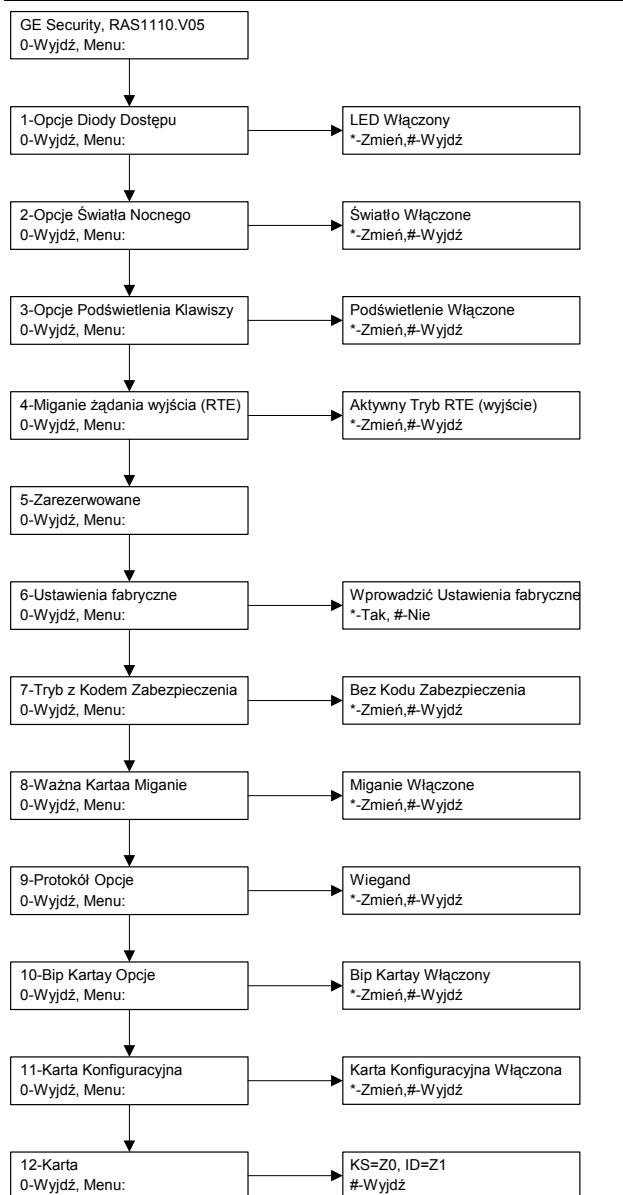 GE Security, RAS1110.V05
0-Wyjdź, Menu:
1-Opcje Diody Dostępu
0-Wyjdź, Menu:
LED Włączony
*-Zmień,#-Wyjdź
2-Opcje Światła Nocnego
0-Wyjdź, Menu:
Światło Włączone
*-Zmień,#-Wyjdź
3-Opcje Podświetlenia Klawiszy
0-Wyjdź, Menu:
Podświetlenie Włączone
*-Zmień,#-Wyjdź
4-Miganie żądania wyjścia (RTE)
0-Wyjdź, Menu:
Aktywny Tryb RTE (wyjście)
*-Zmień,#-Wyjdź
5-Zarezerwowane
0-Wyjdź, Menu:
6-Ustawienia fabryczne
0-Wyjdź, Menu:
Wprowadzić Ustawienia fabryczne
*-Tak, #-Nie
7-Tryb z Kodem Zabezpieczenia
0-Wyjdź, Menu:
Bez Kodu Zabezpieczenia
*-Zmień,#-Wyjdź
8-Ważna Kartaa Miganie
0-Wyjdź, Menu:
Miganie Włączone
*-Zmień,#-Wyjdź
9-Protokół Opcje
0-Wyjdź, Menu:
Wiegand
*-Zmień,#-Wyjdź
10-Bip Kartay Opcje
0-Wyjdź, Menu:
Bip Kartay Włączony
*-Zmień,#-Wyjdź
11-Karta Konfiguracyjna
0-Wyjdź, Menu:
Karta Konfiguracyjna Włączona
*-Zmień,#-Wyjdź
12-Karta
0-Wyjdź, Menu:
KS=Z0, ID=Z1
#-Wyjdź